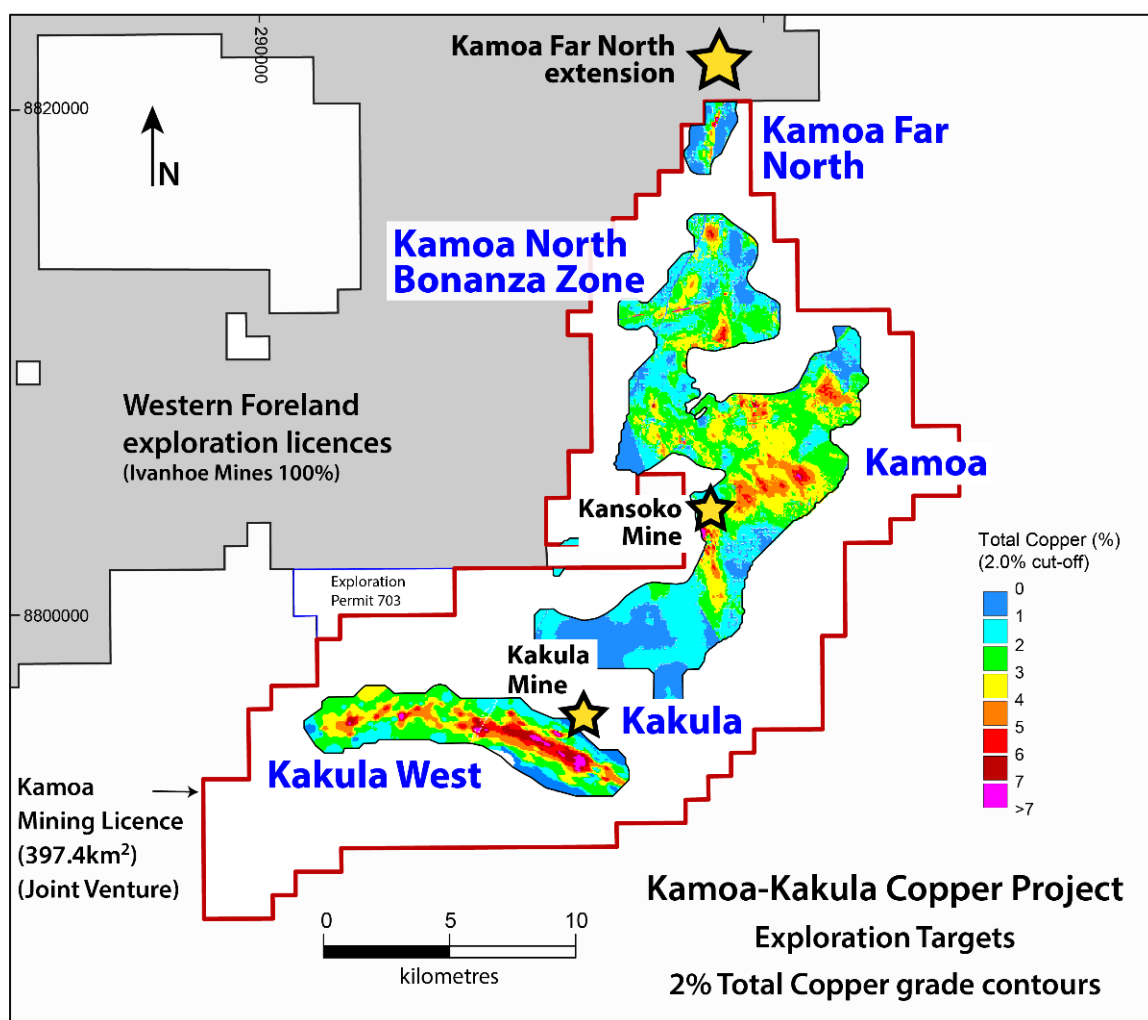 290000
Kamoa Far North
extension
8820000
N
Kamoa Far
North
Kamoa North
Bonanza Zone
Western Foreland
exploration licences
(Ivanhoe Mines 100%)
Kamoa
Kansoko
Mine
Total Copper (%)
(2.0% cut-off)
0
1
2
3
4
5
6
7
>7
Exploration
Permit 703
8800000
Kakula
Mine
Kakula
Kakula West
Kamoa
Mining Licence
(397.4km²)
(Joint Venture)
0 5 10
kilometres
Kamoa-Kakula Copper Project
Exploration Targets
2% Total Copper grade contours